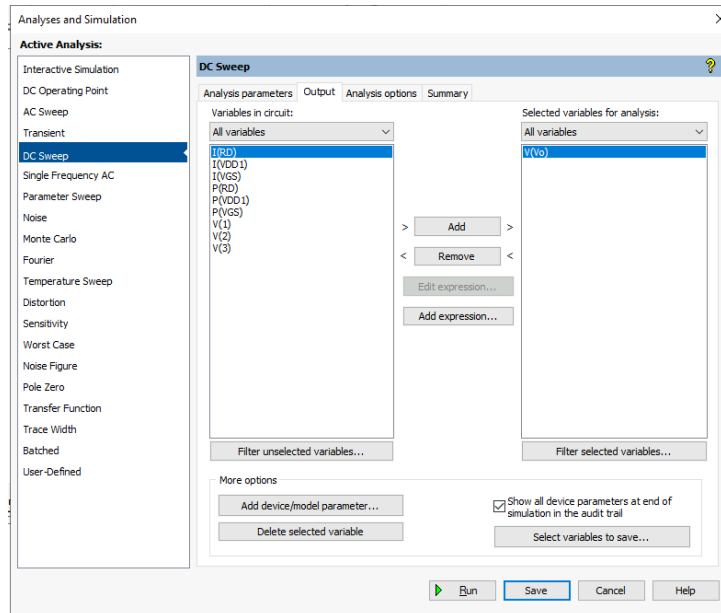 Analyses and Simulation
Active Analysis:
Interactive Simulation
DC Operating Point
AC Sweep
Transient
DC Sweep
Single Frequency AC
Parameter Sweep
Noise
Monte Carlo
Fourier
Temperature Sweep
Distortion
Sensitivity
Worst Case
Noise Figure
Pole Zero
Transfer Function
Trace Width
Batched
User-Defined
DC Sweep
?
Analysis parameters Output Analysis options Summary
Variables in circuit:
All variables
I(RD)
I(VDD1)
I(VGS)
P(RD)
P(VDD1)
P(VGS)
V(1)
V(2)
V(3)
> Add >
< Remove <
Edit expression...
Add expression...
Selected variables for analysis:
All variables
V(Vo)
Filter unselected variables...
Filter selected variables...
More options
Add device/model parameter...
Delete selected variable
Show all device parameters at end of
simulation in the audit trail
Select variables to save...
Run Save Cancel Help